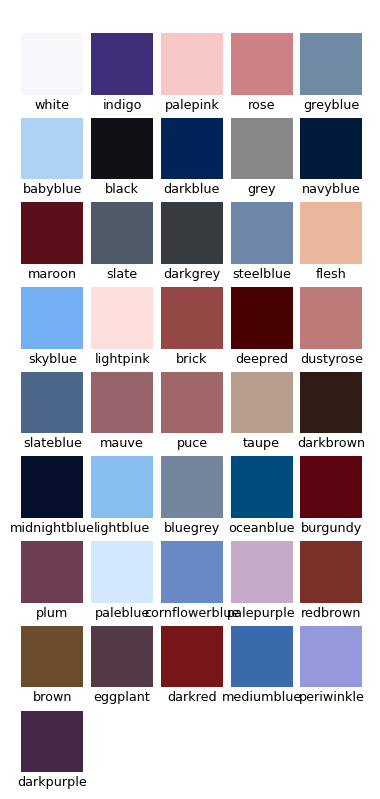 white indigo palepink rose greyblue
babyblue black darkblue grey navyblue
maroon slate darkgrey steelblue flesh
skyblue lightpink brick deepred dustyrose
slateblue mauve puce taupe darkbrown
midnightblue lightblue bluegrey oceanblue burgundy
plum paleblue cornflowerblue palepurple redbrown
brown eggplant darkred mediumblue periwinkle
darkpurple